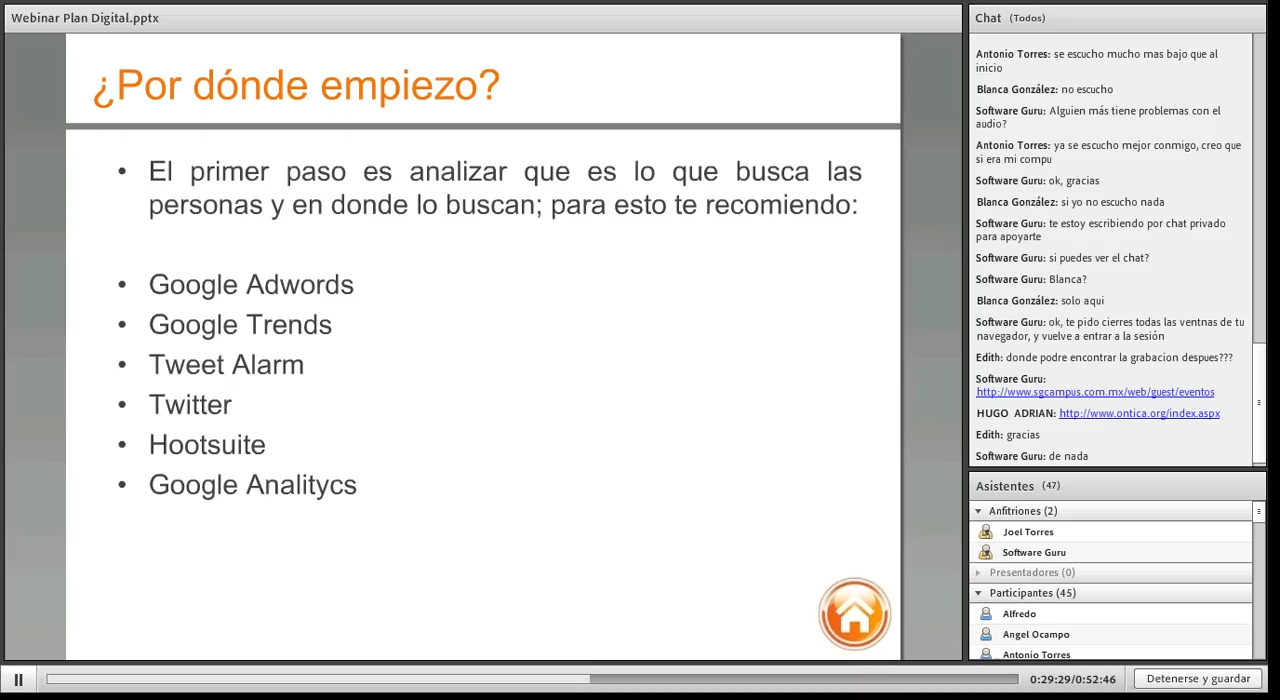 Webinar Plan Digital.pptx
¿Por dónde empiezo?
• El primer paso es analizar que es lo que busca las
personas y en donde lo buscan; para esto te recomiendo:
• Google Adwords
• Google Trends
• Tweet Alarm
• Twitter
• Hootsuite
• Google Analitycs
Chat (Todos)
Antonio Torres: se escucho mucho mas bajo que al
inicio
Blanca González: no escucho
Software Guru: Alguien más tiene problemas con el
audio?
Antonio Torres: ya se escucho mejor conmigo, creo que
si era mi compu
Software Guru: ok, gracias
Blanca González: si yo no escucho nada
Software Guru: te estoy escribiendo por chat privado
para apoyarte
Software Guru: si puedes ver el chat?
Software Guru: Blanca?
Blanca González: solo aqui
Software Guru: ok, te pido cierres todas las ventnas de tu
navegador, y vuelve a entrar a la sesión
Edith: donde podre encontrar la grabacion despues???
Software Guru:
http://www.sgcampus.com.mx/web/guest/eventos
HUGO ADRIAN: http://www.ontica.org/index.aspx
Edith: gracias
Software Guru: de nada
Asistentes (47)
Anfitriones (2)
Joel Torres
Software Guru
Presentadores (0)
Participantes (45)
Alfredo
Angel Ocampo
Antonio Torres
0:29:29/0:52:46
Detenerse y guardar